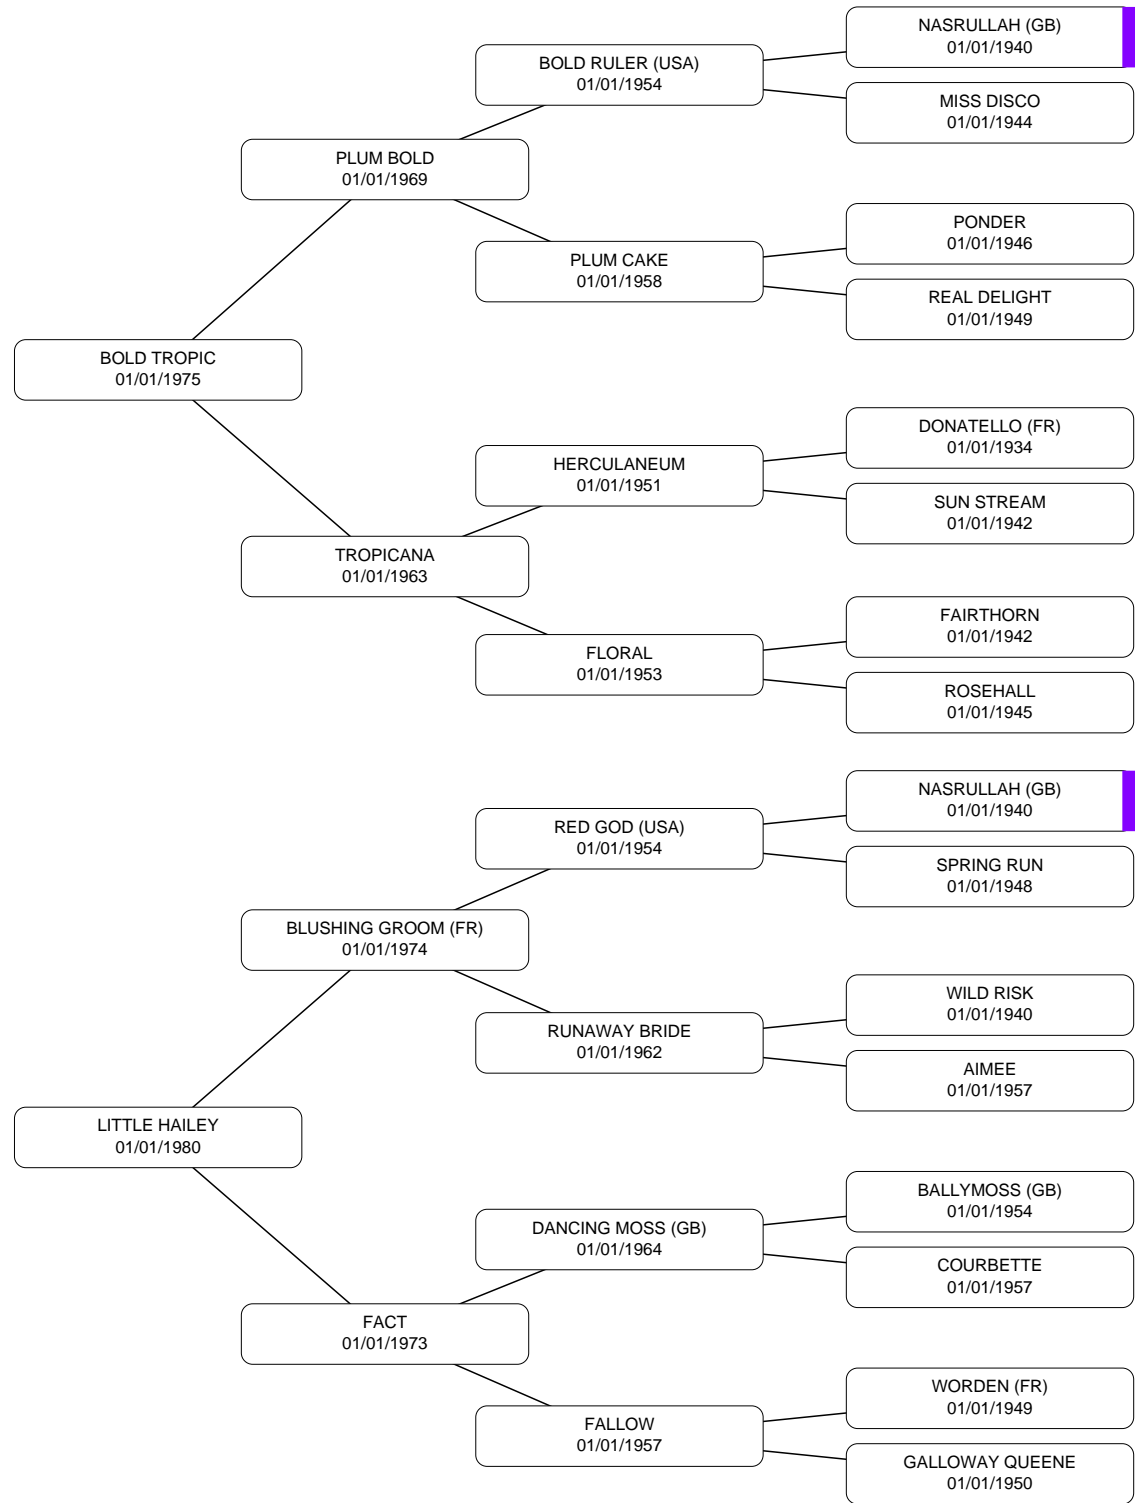 NASRULLAH (GB)
01/01/1940
BOLD RULER (USA)
01/01/1954
MISS DISCO
01/01/1944
PLUM BOLD
01/01/1969
PONDER
01/01/1946
PLUM CAKE
01/01/1958
REAL DELIGHT
01/01/1949
BOLD TROPIC
01/01/1975
DONATELLO (FR)
01/01/1934
HERCULANEUM
01/01/1951
SUN STREAM
01/01/1942
TROPICANA
01/01/1963
FAIRTHORN
01/01/1942
FLORAL
01/01/1953
ROSEHALL
01/01/1945
NASRULLAH (GB)
01/01/1940
RED GOD (USA)
01/01/1954
SPRING RUN
01/01/1948
BLUSHING GROOM (FR)
01/01/1974
WILD RISK
01/01/1940
RUNAWAY BRIDE
01/01/1962
AIMEE
01/01/1957
LITTLE HAILEY
01/01/1980
BALLYMOSS (GB)
01/01/1954
DANCING MOSS (GB)
01/01/1964
COURBETTE
01/01/1957
FACT
01/01/1973
WORDEN (FR)
01/01/1949
FALLOW
01/01/1957
GALLOWAY QUEENE
01/01/1950